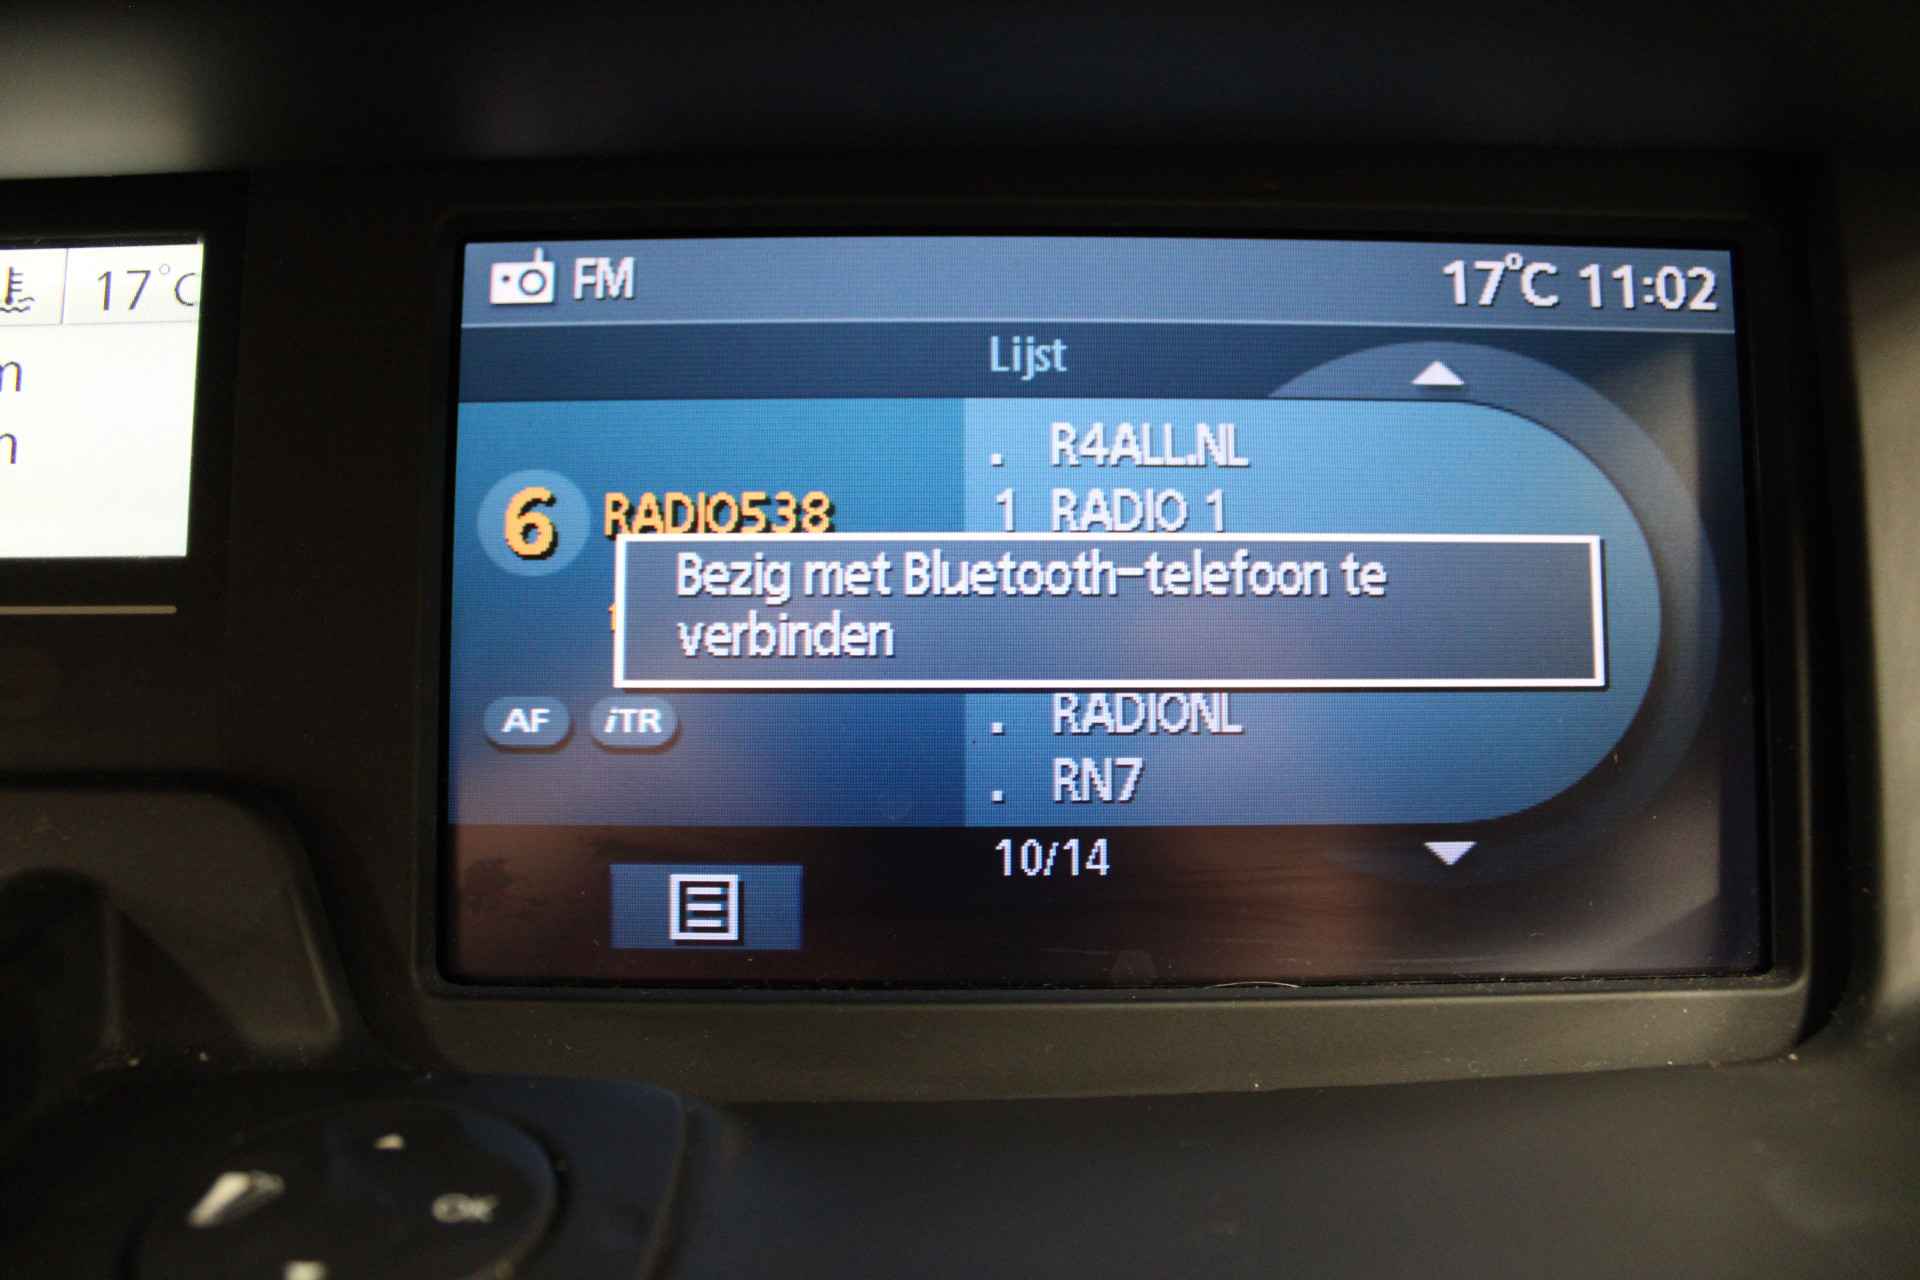 17°C
m
m
FM
17°C 11:02
Lijst
6 RADIO538
. R4ALL.NL
1 RADIO 1
Bezig met Bluetooth-telefoon te
verbinden
AF iTR
. RADIONL
. RN7
10/14
OK